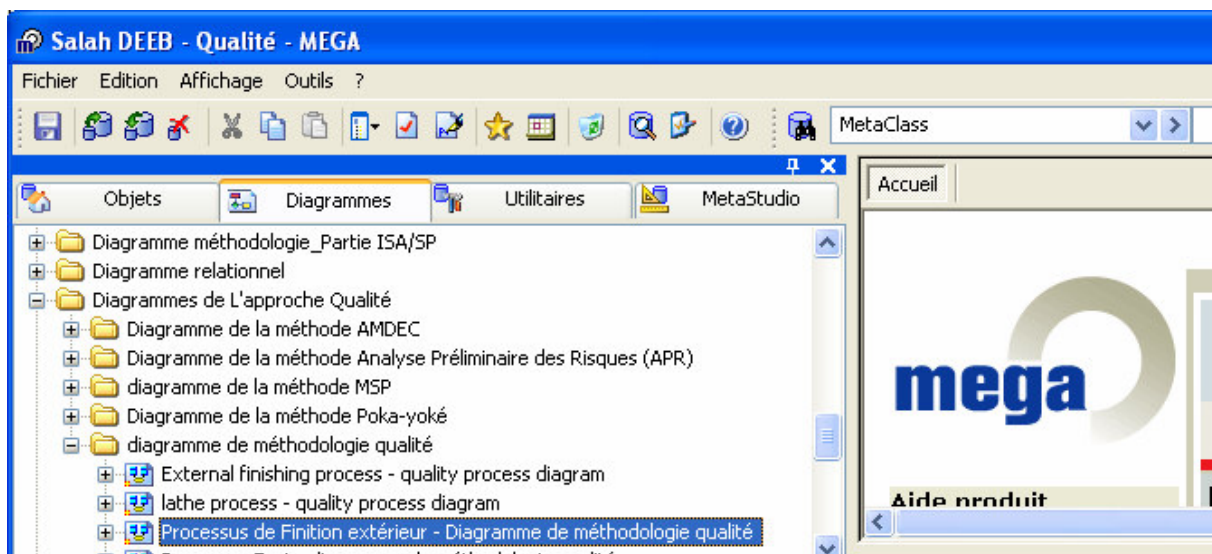 Salah DEEB - Qualité - MEGA
Fichier Edition Affichage Outils ?
MetaClass
Objets Diagrammes Utilitaires MetaStudio
Accueil
Diagramme méthodologie_Partie ISA/SP
Diagramme relationnel
Diagrammes de L'approche Qualité
Diagramme de la méthode AMDEC
Diagramme de la méthode Analyse Préliminaire des Risques (APR)
diagramme de la méthode MSP
Diagramme de la méthode Poka-yoké
diagramme de méthodologie qualité
External finishing process - quality process diagram
lathe process - quality process diagram
Processus de Finition extérieur - Diagramme de méthodologie qualité
mega
Aide produit